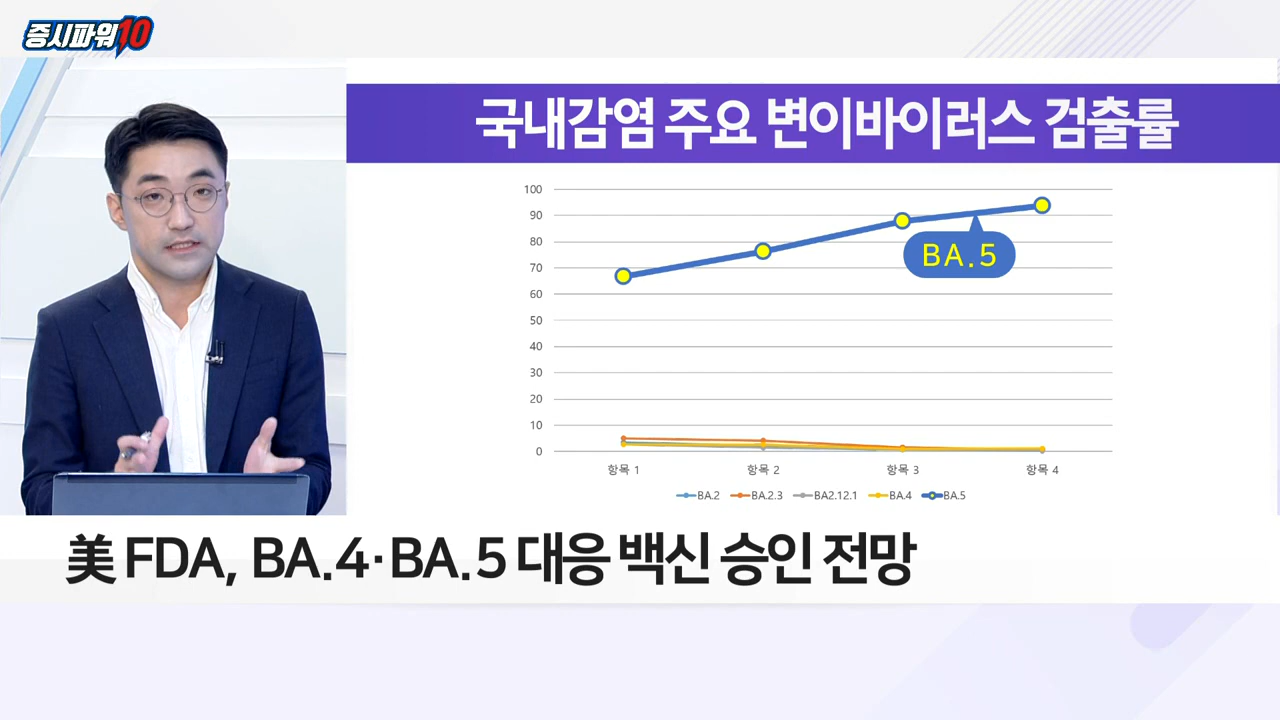 증시파워10
국내감염 주요 변이바이러스 검출률
100
90
80
70
60
50
40
30
20
10
0
BA.5
항목 1 항목 2 항목 3 항목 4
BA.2 BA.2.3 BA2.12.1 BA.4 BA.5
美 FDA, BA.4·BA.5 대응 백신 승인 전망